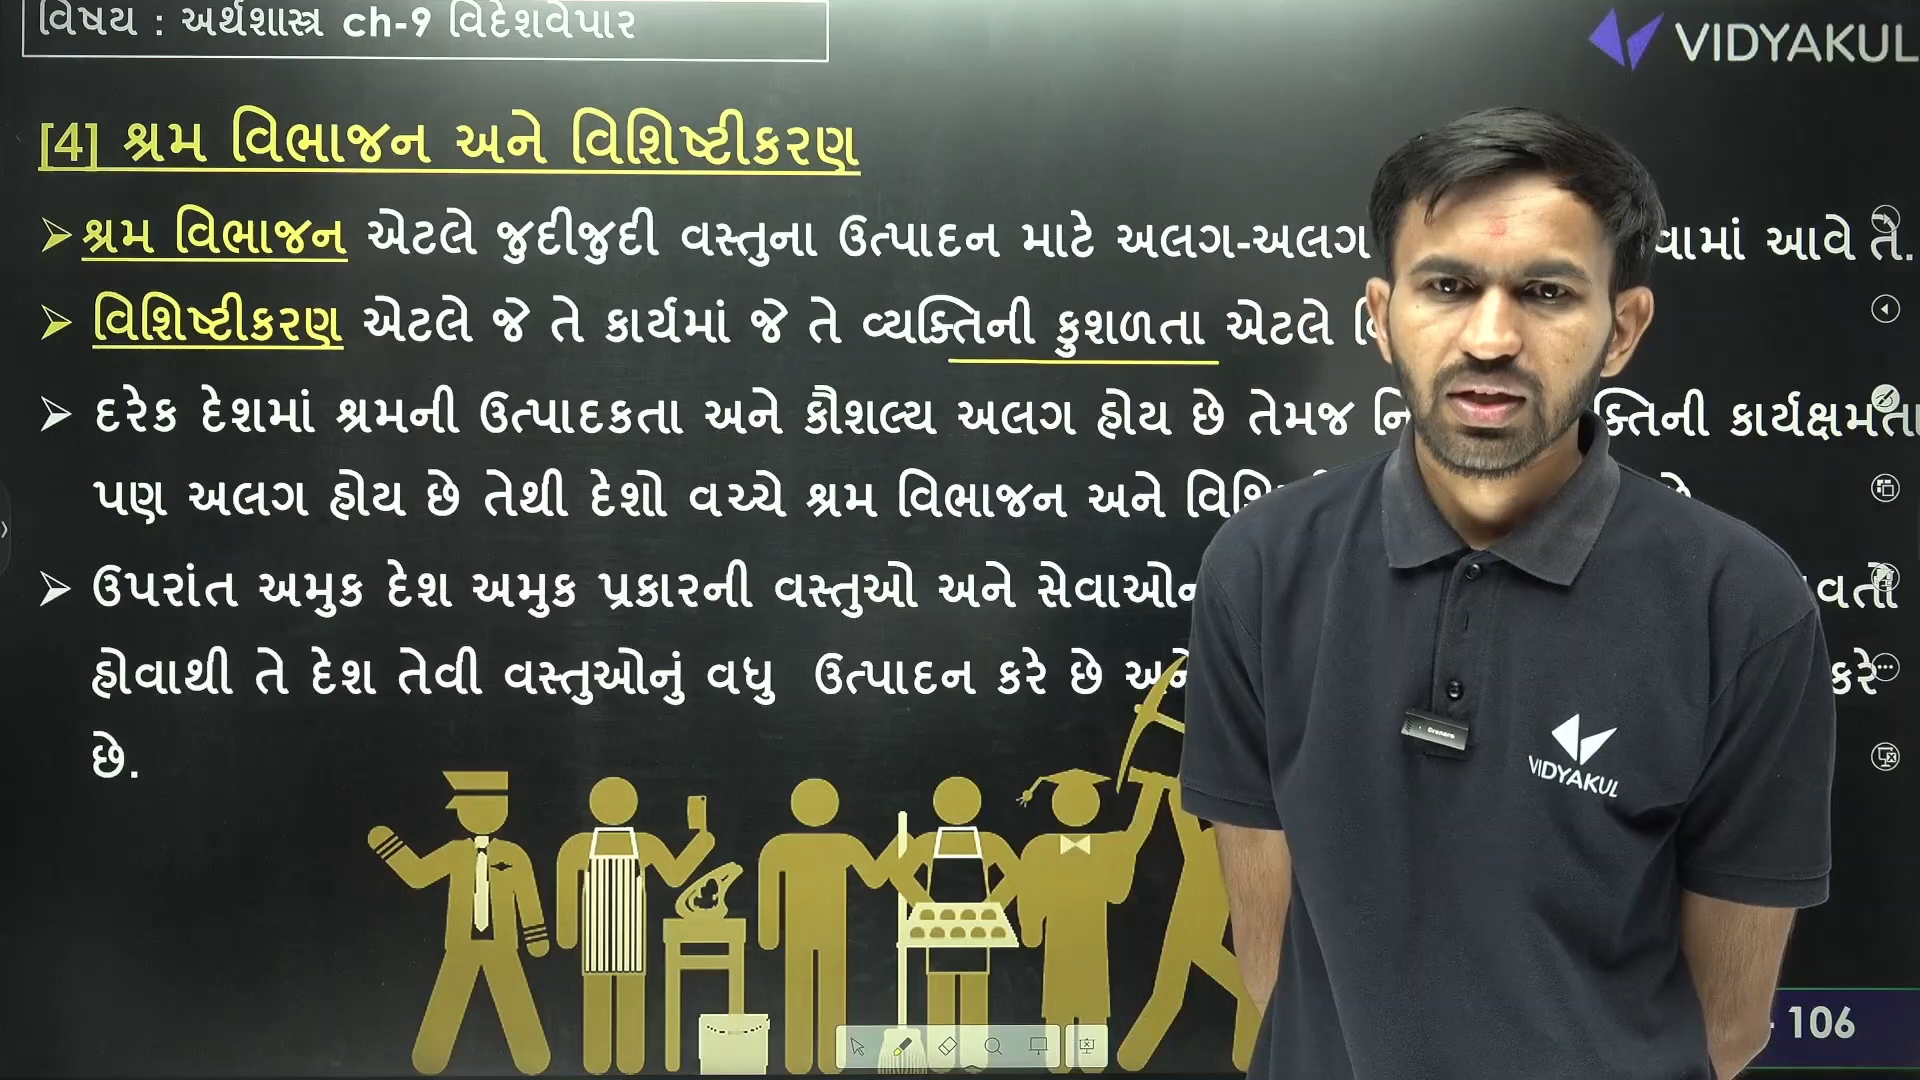 વિષય : અર્થશાસ્ત્ર ch-9 વિદેશવેપાર
VIDYAKUL
[4] શ્રમ વિભાજન અને વિશિષ્ટીકરણ
➢ શ્રમ વિભાજન એટલે જુદીજુદી વસ્તુના ઉત્પાદન માટે અલગ-અલગ વામાં આવે તે.
➢ વિશિષ્ટીકરણ એટલે જે તે કાર્યમાં જે તે વ્યક્તિની કુશળતા એટલે
➢ દરેક દેશમાં શ્રમની ઉત્પાદકતા અને કૌશલ્ય અલગ હોય છે તેમજ ક્તિની કાર્યક્ષમતા
પણ અલગ હોય છે તેથી દેશો વચ્ચે શ્રમ વિભાજન અને
➢ ઉપરાંત અમુક દેશ અમુક પ્રકારની વસ્તુઓ અને વતો
હોવાથી તે દેશ તેવી વસ્તુઓનું વધુ ઉત્પાદન કરે છે અને કરે
છે.
VIDYAKUL
106